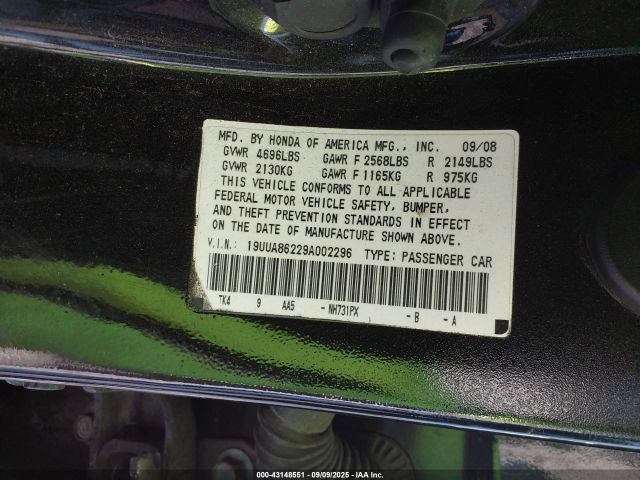 MFD. BY HONDA OF AMERICA MFG., INC. 09/08
GVWR 4696LBS GAWR F 2568LBS R 2149LBS
GVWR 2130KG GAWR F 1165KG R 975KG
THIS VEHICLE CONFORMS TO ALL APPLICABLE
FEDERAL MOTOR VEHICLE SAFETY, BUMPER,
AND THEFT PREVENTION STANDARDS IN EFFECT
ON THE DATE OF MANUFACTURE SHOWN ABOVE.
V.I.N.: 19UUA86229A002296 TYPE: PASSENGER CAR
TK4 9 AA5 -NH731PX -B -A
000-43148551 - 09/09/2025 - IAA Inc.